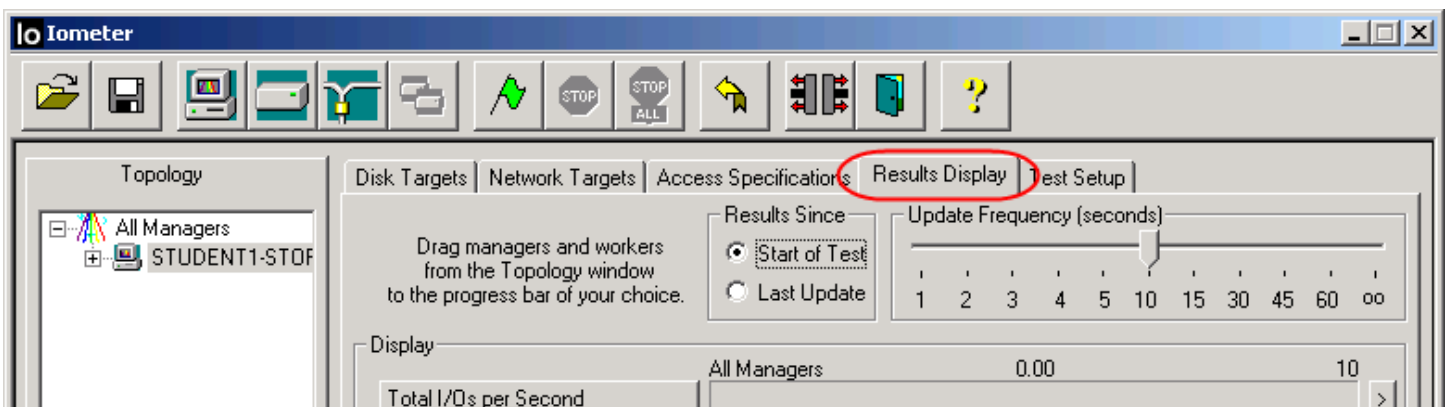 Io Iometer
STOP
STOP
ALL
?
Topology
Disk Targets Network Targets Access Specifications Results Display Test Setup
All Managers
STUDENT1-STOF
Drag managers and workers
from the Topology window
to the progress bar of your choice.
Results Since
Start of Test
Last Update
Update Frequency (seconds)
1 2 3 4 5 10 15 30 45 60 oo
Display
All Managers 0.00 10
Total I/Os per Second >